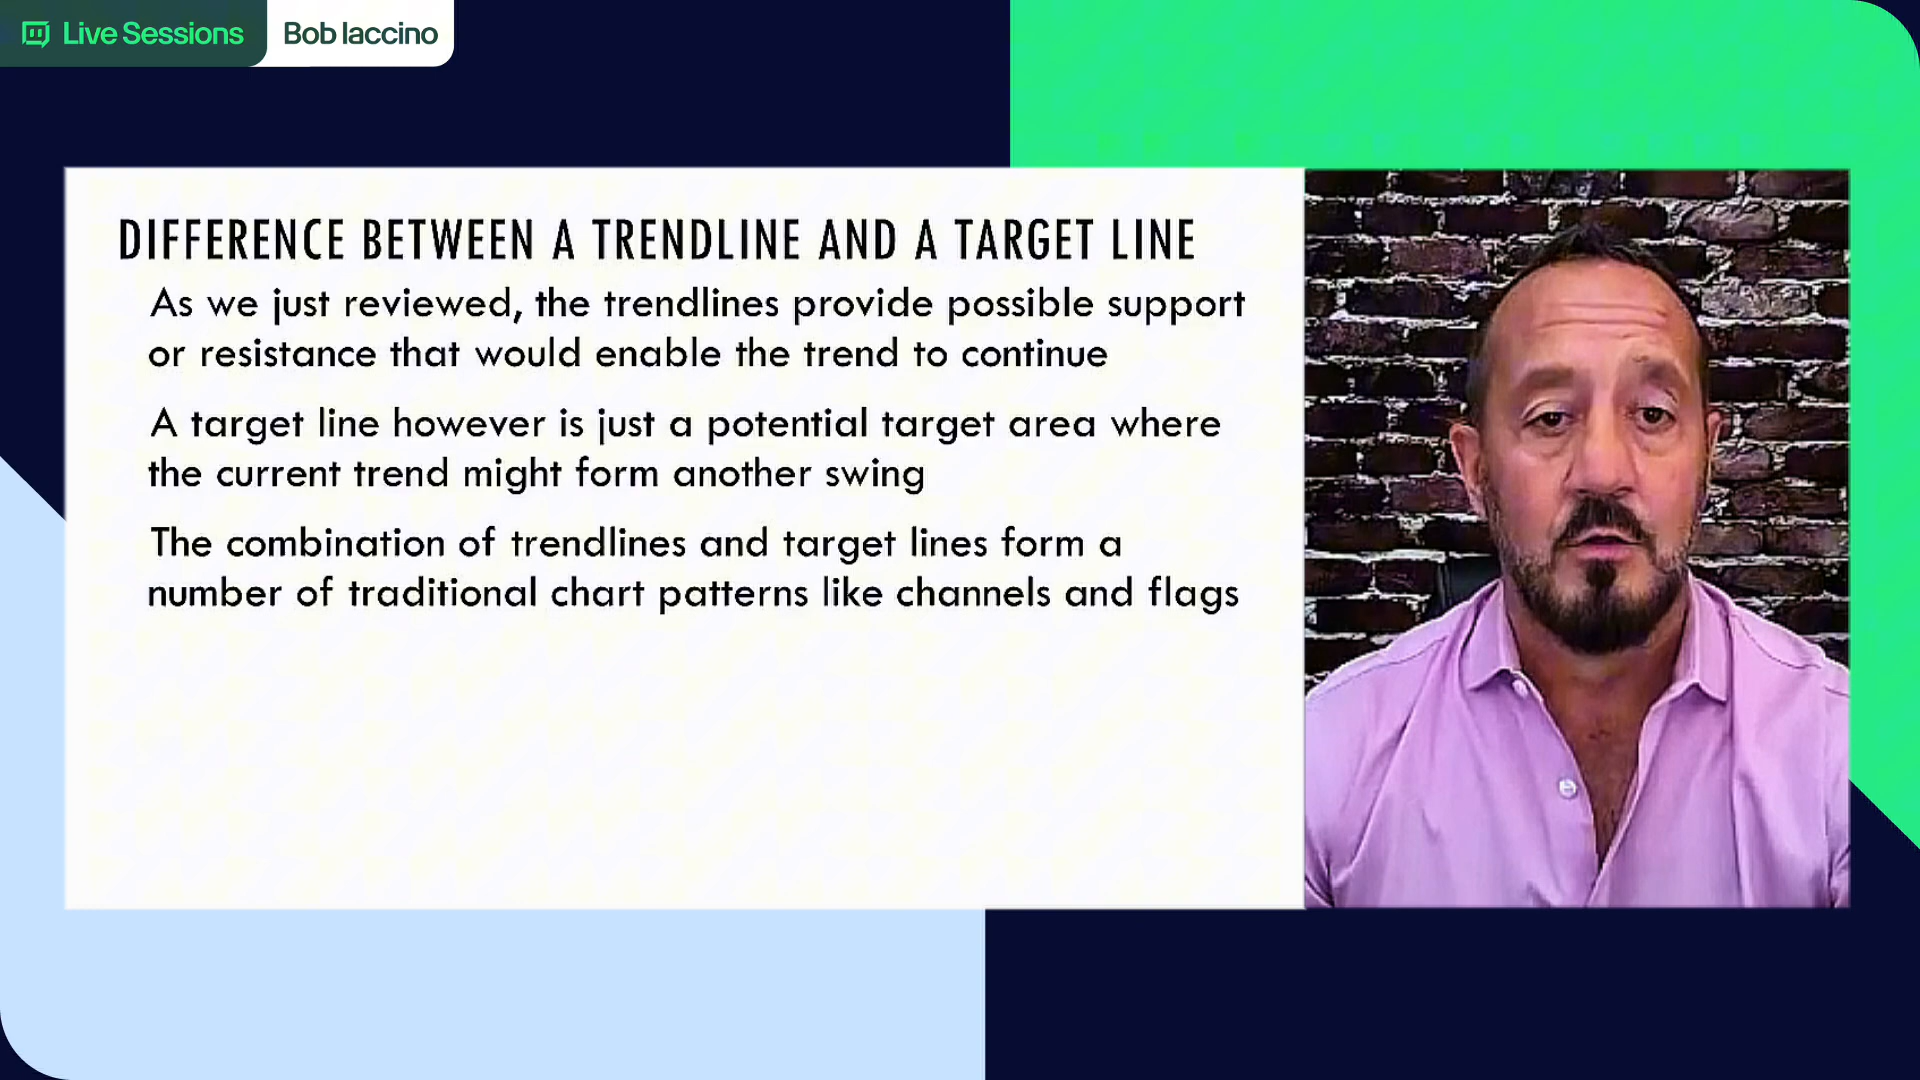 Live Sessions
Bob Iaccino
DIFFERENCE BETWEEN A TRENDLINE AND A TARGET LINE
As we just reviewed, the trendlines provide possible support
or resistance that would enable the trend to continue
A target line however is just a potential target area where
the current trend might form another swing
The combination of trendlines and target lines form a
number of traditional chart patterns like channels and flags